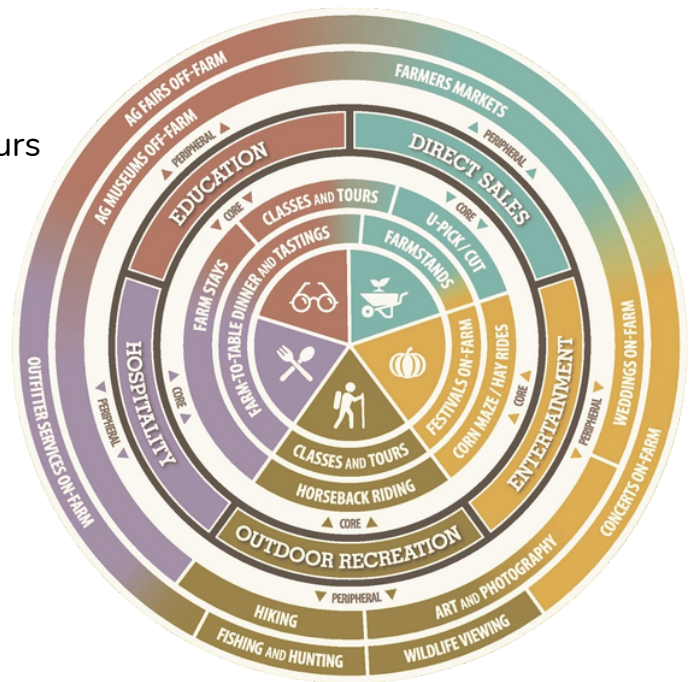 urs
AG FAIRS OFF-FARM
AG MUSEUMS OFF-FARM
PERIPHERAL
EDUCATION
CORE
CLASSES AND TOURS
FARMERS MARKETS
PERIPHERAL
DIRECT SALES
CORE
U-PICK / CUT
FARMSTANDS
FARM STAYS
FARM-TO-TABLE DINNER AND TASTINGS
HOSPITALITY
CORE
PERIPHERAL
OUTFITTER SERVICES ON-FARM
FESTIVALS ON-FARM
CORN MAZE / HAY RIDES
CORE
ENTERTAINMENT
PERIPHERAL
WEDDINGS ON-FARM
CONCERTS ON-FARM
CLASSES AND TOURS
HORSEBACK RIDING
CORE
OUTDOOR RECREATION
PERIPHERAL
HIKING
ART AND PHOTOGRAPHY
FISHING AND HUNTING
WILDLIFE VIEWING